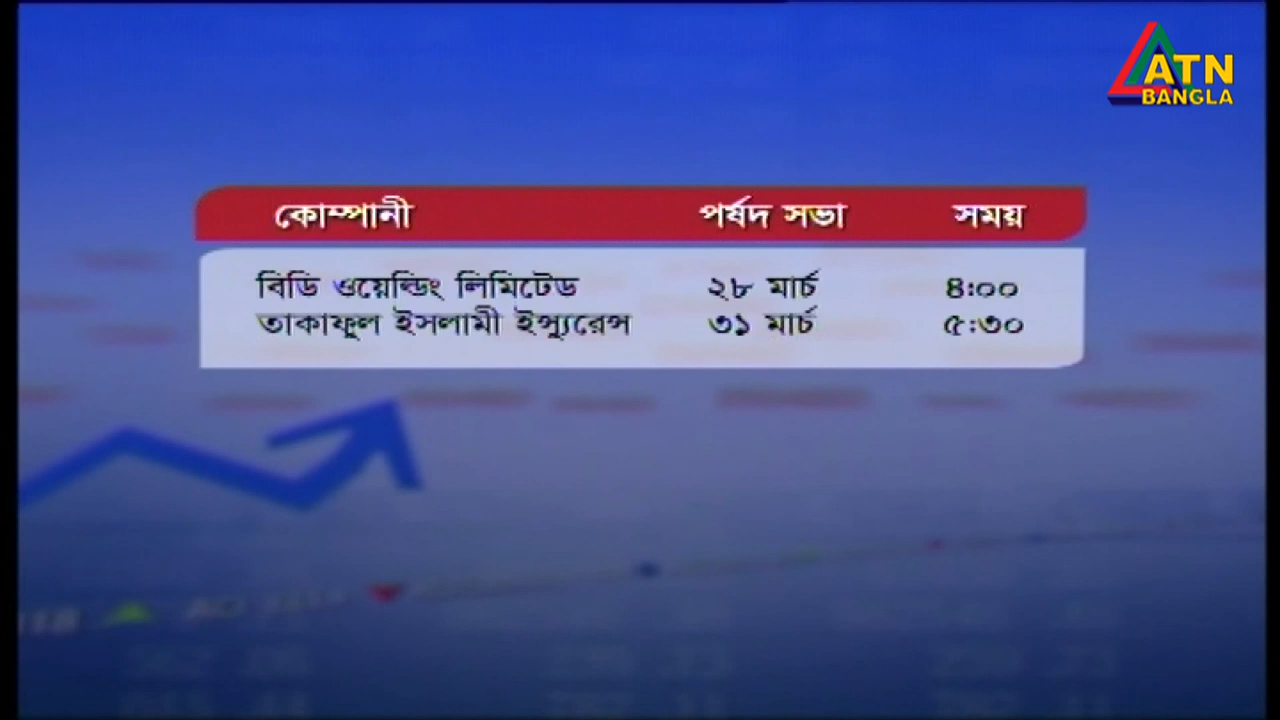 ATN
BANGLA
কোম্পানী পর্ষদ সভা সময়
বিডি ওয়েল্ডিং লিমিটেড ২৮ মার্চ ৪:০০
তাকাফুল ইসলামী ইন্স্যুরেন্স ৩১ মার্চ ৫:৩০